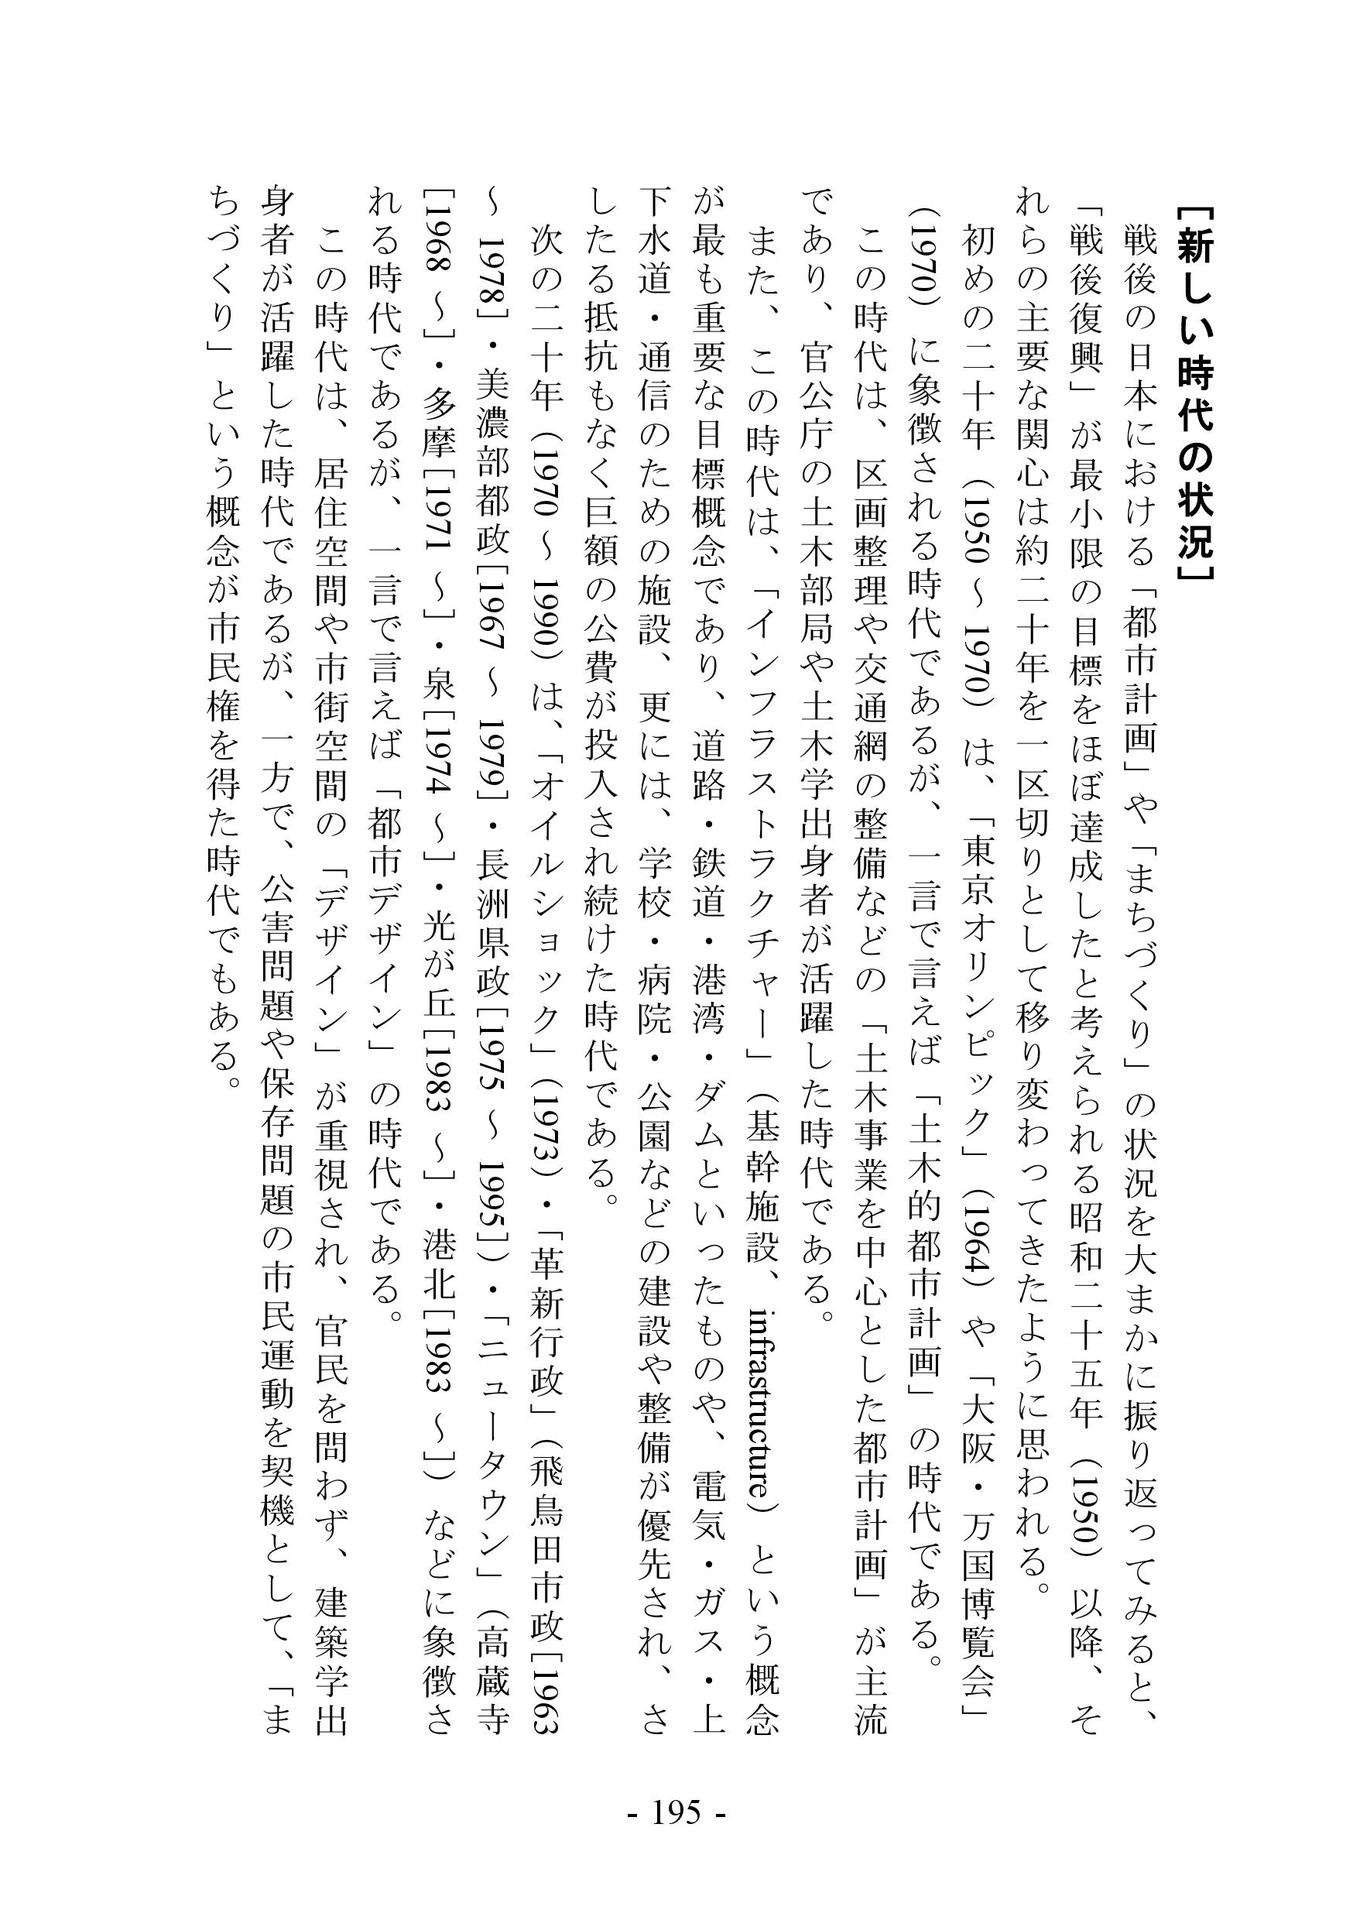 ［新しい時代の状況］
　戦後の日本における「都市計画」や「まちづくり」の状況を大まかに振り返ってみると、
「戦後復興」が最小限の目標をほぼ達成したと考えられる昭和二十五年（1950）以降、そ
れらの主要な関心は約二十年を一区切りとして移り変わってきたように思われる。
　初めの二十年（1950～1970）は、「東京オリンピック」（1964）や「大阪・万国博覧会」
（1970）に象徴される時代であるが、一言で言えば「土木的都市計画」の時代である。
　この時代は、区画整理や交通網の整備などの「土木事業を中心とした都市計画」が主流
であり、官公庁の土木部局や土木学出身者が活躍した時代である。
　また、この時代は、「インフラストラクチャー」（基幹施設、infrastructure）という概念
が最も重要な目標概念であり、道路・鉄道・港湾・ダムといったものや、電気・ガス・上
下水道・通信のための施設、更には、学校・病院・公園などの建設や整備が優先され、さ
したる抵抗もなく巨額の公費が投入され続けた時代である。
　次の二十年（1970～1990）は、「オイルショック」（1973）・「革新行政」（飛鳥田市政[1963
～1978]・美濃部都政[1967～1979]・長洲県政[1975～1995]）・「ニュータウン」（高蔵寺
[1968～]・多摩[1971～]・泉[1974～]・光が丘[1983～]・港北[1983～]）などに象徴さ
れる時代であるが、一言で言えば「都市デザイン」の時代である。
　この時代は、居住空間や市街空間の「デザイン」が重視され、官民を問わず、建築学出
身者が活躍した時代であるが、一方で、公害問題や保存問題の市民運動を契機として、「ま
ちづくり」という概念が市民権を得た時代でもある。
- 195 -